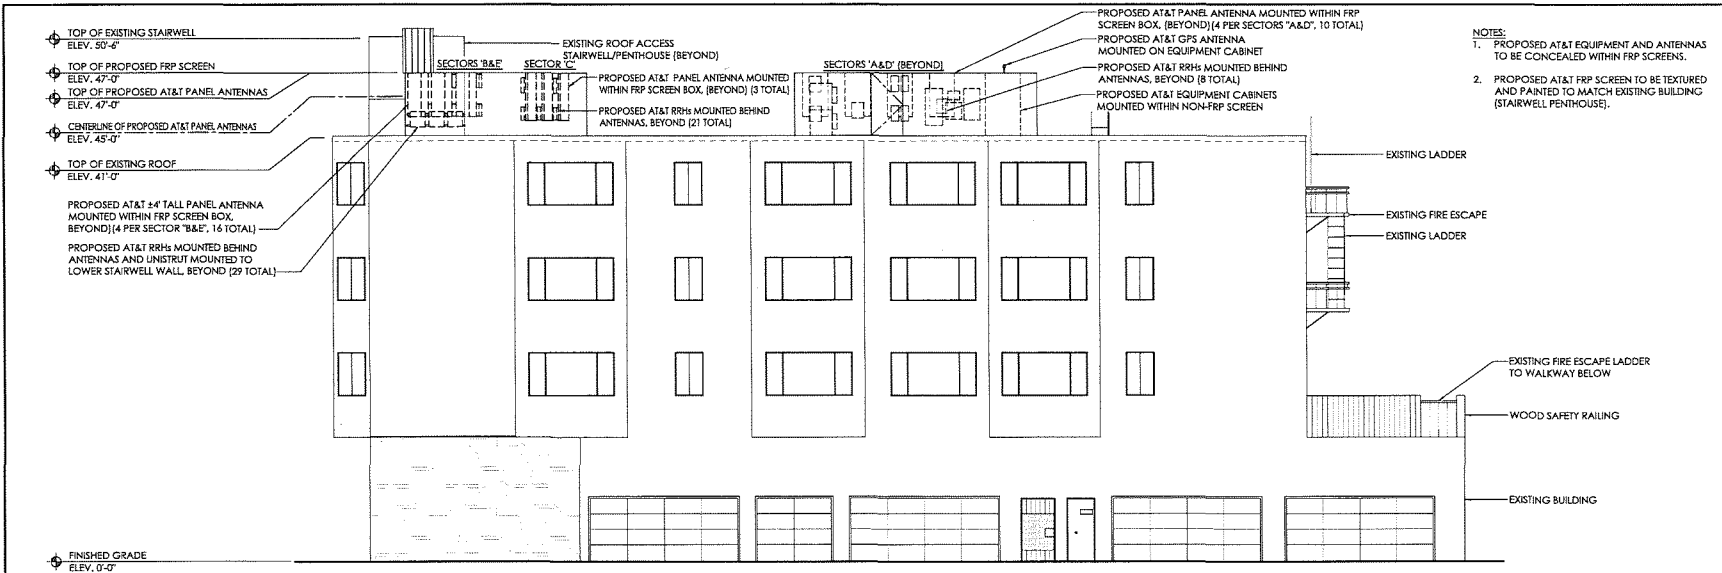 TOP OF EXISTING STAIRWELL
ELEV. 50'-6"
TOP OF PROPOSED FRP SCREEN
ELEV. 47'-0"
TOP OF PROPOSED AT&T PANEL ANTENNAS
ELEV. 47'-0"
CENTERLINE OF PROPOSED AT&T PANEL ANTENNAS
ELEV. 45'-0"
TOP OF EXISTING ROOF
ELEV. 41'-0"
PROPOSED AT&T ±4' TALL PANEL ANTENNA
MOUNTED WITHIN FRP SCREEN BOX,
BEYOND)(4 PER SECTOR "B&E", 16 TOTAL)
PROPOSED AT&T RRHs MOUNTED BEHIND
ANTENNAS AND UNISTRUT MOUNTED TO
LOWER STAIRWELL WALL, BEYOND (29 TOTAL)
FINISHED GRADE
ELEV. 0'-0"
EXISTING ROOF ACCESS
STAIRWELL/PENTHOUSE (BEYOND)
SECTORS 'B&E'
SECTOR 'C'
PROPOSED AT&T PANEL ANTENNA MOUNTED
WITHIN FRP SCREEN BOX, (BEYOND) (3 TOTAL)
PROPOSED AT&T RRHs MOUNTED BEHIND
ANTENNAS, BEYOND (21 TOTAL)
SECTORS 'A&D' (BEYOND)
PROPOSED AT&T PANEL ANTENNA MOUNTED WITHIN FRP
SCREEN BOX, (BEYOND)(4 PER SECTORS "A&D", 10 TOTAL)
PROPOSED AT&T GPS ANTENNA
MOUNTED ON EQUIPMENT CABINET
PROPOSED AT&T RRHs MOUNTED BEHIND
ANTENNAS, BEYOND (8 TOTAL)
PROPOSED AT&T EQUIPMENT CABINETS
MOUNTED WITHIN NON-FRP SCREEN
NOTES:
1. PROPOSED AT&T EQUIPMENT AND ANTENNAS
TO BE CONCEALED WITHIN FRP SCREENS.
2. PROPOSED AT&T FRP SCREEN TO BE TEXTURED
AND PAINTED TO MATCH EXISTING BUILDING
(STAIRWELL PENTHOUSE).
EXISTING LADDER
EXISTING FIRE ESCAPE
EXISTING LADDER
EXISTING FIRE ESCAPE LADDER
TO WALKWAY BELOW
WOOD SAFETY RAILING
EXISTING BUILDING